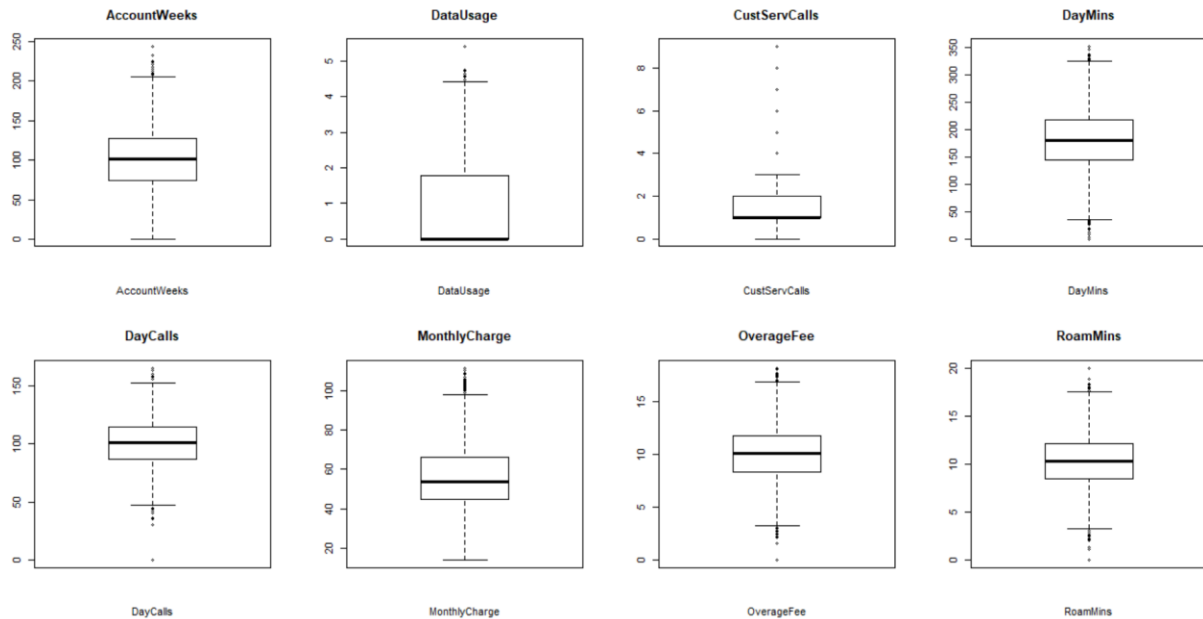 AccountWeeks
DataUsage
CustServCalls
DayMins
250
200
150
100
50
0
5
4
3
2
1
0
8
6
4
2
0
350
300
250
200
150
100
50
0
AccountWeeks
DataUsage
CustServCalls
DayMins
DayCalls
MonthlyCharge
OverageFee
RoamMins
150
100
50
0
100
80
60
40
20
15
10
5
0
20
15
10
5
0
DayCalls
MonthlyCharge
OverageFee
RoamMins